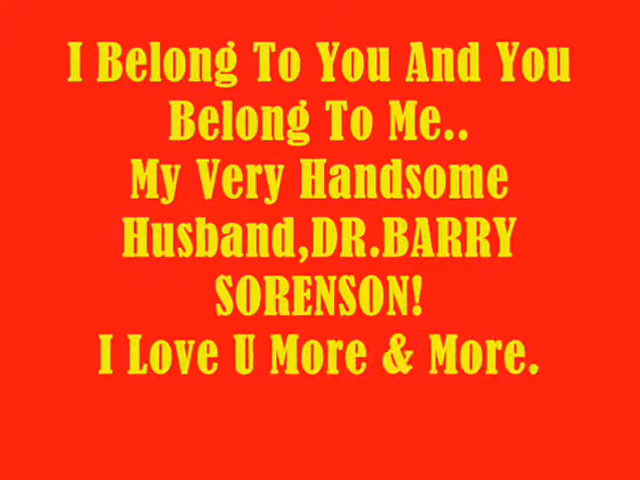 I Belong To You And You
Belong To Me..
My Very Handsome
Husband,DR.BARRY
SORENSON!
I Love U More & More.